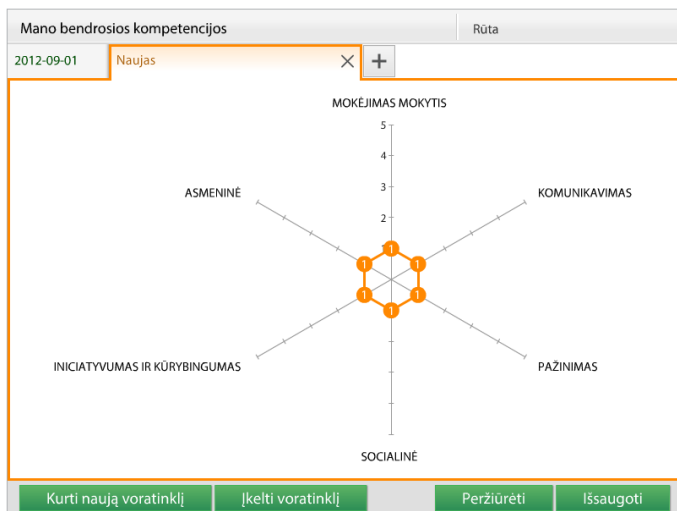 Mano bendrosios kompetencijos
Rūta
2012-09-01
Naujas
MOKĖJIMAS MOKYTIS
5
4
3
2
1
1
1
1
1
1
ASMENINĖ
KOMUNIKAVIMAS
INICIATYVUMAS IR KŪRYBINGUMAS
PAŽINIMAS
SOCIALINĖ
Kurti naują voratinklį
Įkelti voratinklį
Peržiūrėti
Išsaugoti